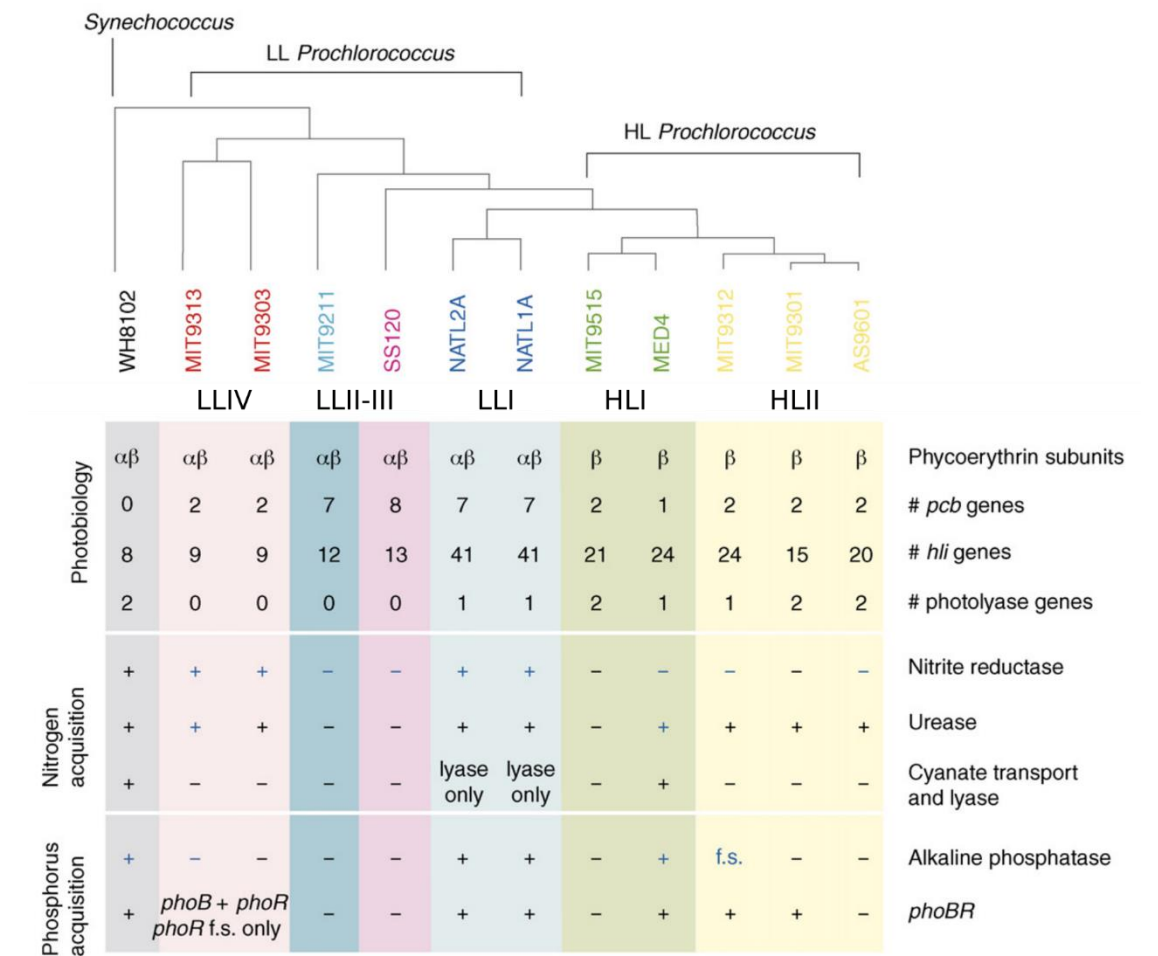 Synechococcus
LL Prochlorococcus
HL Prochlorococcus
WH8102 MIT9313 MIT9303 MIT9211 SS120 NATL2A NATL1A MIT9515 MED4 MIT9312 MIT9301 AS9601
LLIV LLII-III LLI HLI HLII
Photobiology
αβ αβ αβ αβ αβ αβ αβ β β β β β Phycoerythrin subunits
0 2 2 7 8 7 7 2 1 2 2 2 # pcb genes
8 9 9 12 13 41 41 21 24 24 15 20 # hli genes
2 0 0 0 0 1 1 2 1 1 2 2 # photolyase genes
Nitrogen
acquisition
+ + + − − + + − − − − − Nitrite reductase
+ + + − − + + − + + + + Urease
+ − − − − lyase only lyase only − + − − − Cyanate transport
and lyase
Phosphorus
acquisition
+ − − − − + + − + f.s. − − Alkaline phosphatase
+ phoB + phoR − − + + − + + + − phoBR
phoR f.s. only